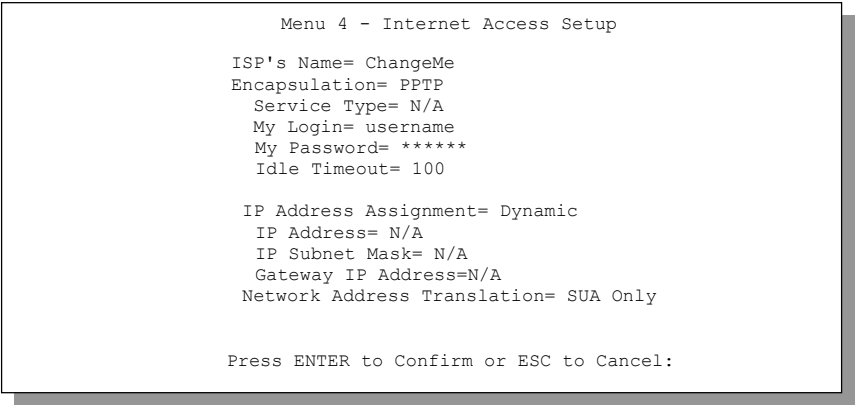 Menu 4 - Internet Access Setup
ISP's Name= ChangeMe
Encapsulation= PPTP
Service Type= N/A
My Login= username
My Password= ******
Idle Timeout= 100
IP Address Assignment= Dynamic
IP Address= N/A
IP Subnet Mask= N/A
Gateway IP Address=N/A
Network Address Translation= SUA Only
Press ENTER to Confirm or ESC to Cancel: